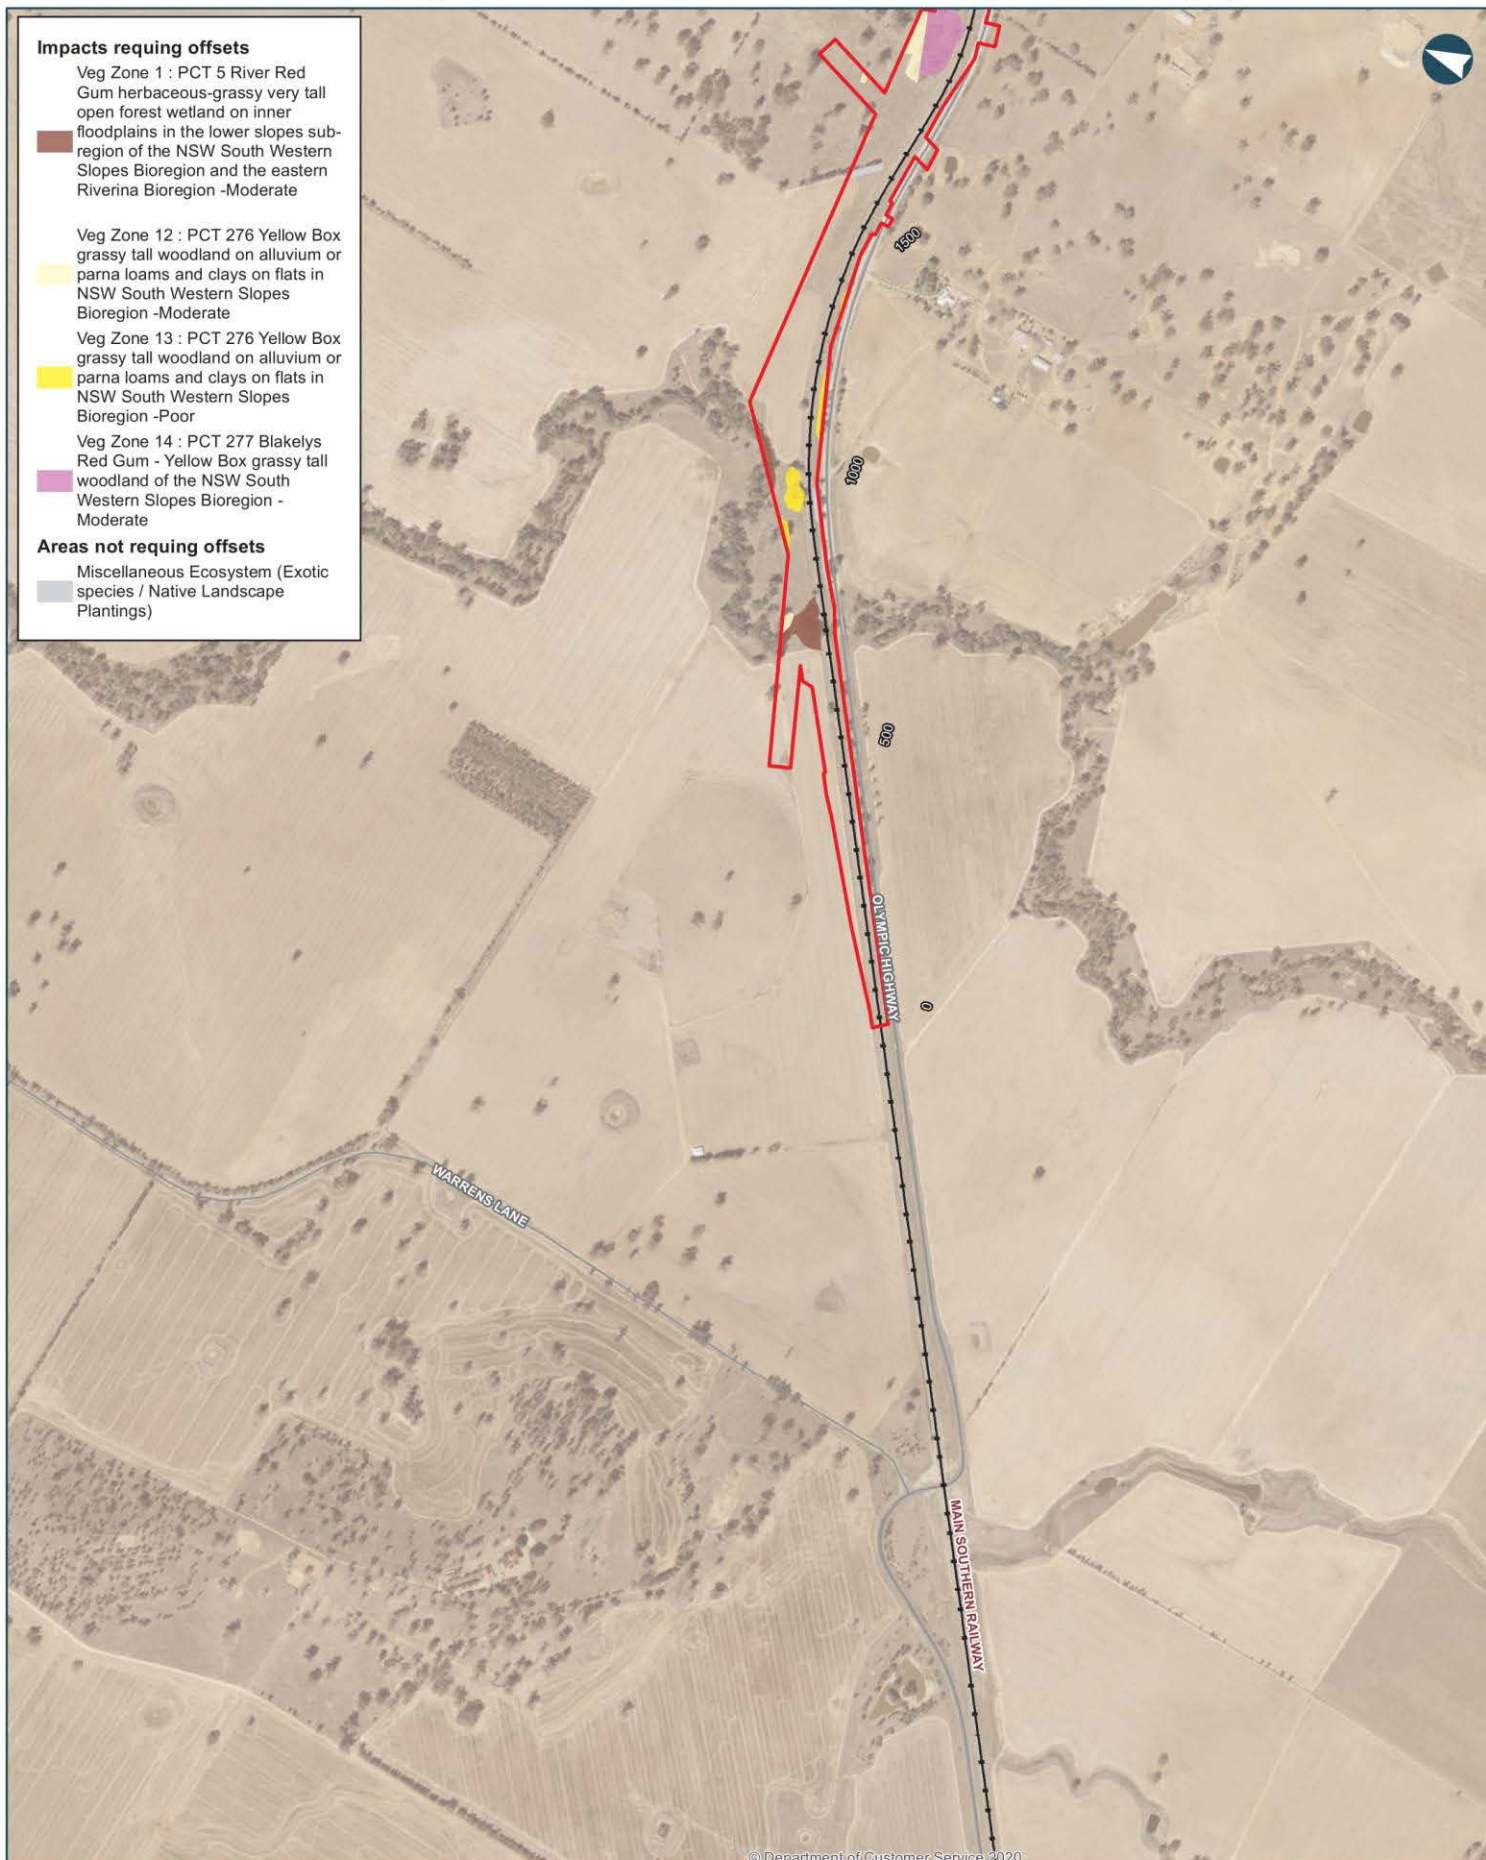 Impacts requing offsets
Veg Zone 1 : PCT 5 River Red
Gum herbaceous-grassy very tall
open forest wetland on inner
floodplains in the lower slopes sub-
region of the NSW South Western
Slopes Bioregion and the eastern
Riverina Bioregion -Moderate
Veg Zone 12 : PCT 276 Yellow Box
grassy tall woodland on alluvium or
parna loams and clays on flats in
NSW South Western Slopes
Bioregion -Moderate
Veg Zone 13 : PCT 276 Yellow Box
grassy tall woodland on alluvium or
parna loams and clays on flats in
NSW South Western Slopes
Bioregion -Poor
Veg Zone 14 : PCT 277 Blakelys
Red Gum - Yellow Box grassy tall
woodland of the NSW South
Western Slopes Bioregion -
Moderate
Areas not requing offsets
Miscellaneous Ecosystem (Exotic
species / Native Landscape
Plantings)
1500
1000
500
OLYMPIC HIGHWAY
0
WARRENS LANE
MAIN SOUTHERN RAILWAY
© Department of Customer Service 2020